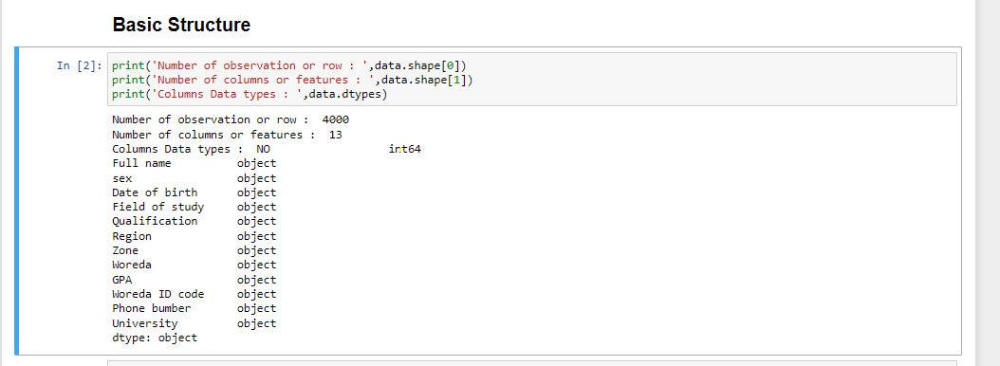 Basic Structure
In [2]: print('Number of observation or row : ',data.shape[0])
print('Number of columns or features : ',data.shape[1])
print('Columns Data types : ',data.dtypes)
Number of observation or row :  4000
Number of columns or features :  13
Columns Data types :  NO                  int64
Full name          object
sex                object
Date of birth      object
Field of study     object
Qualification      object
Region             object
Zone               object
Woreda             object
GPA                object
Woreda ID code     object
Phone bumber       object
University         object
dtype: object